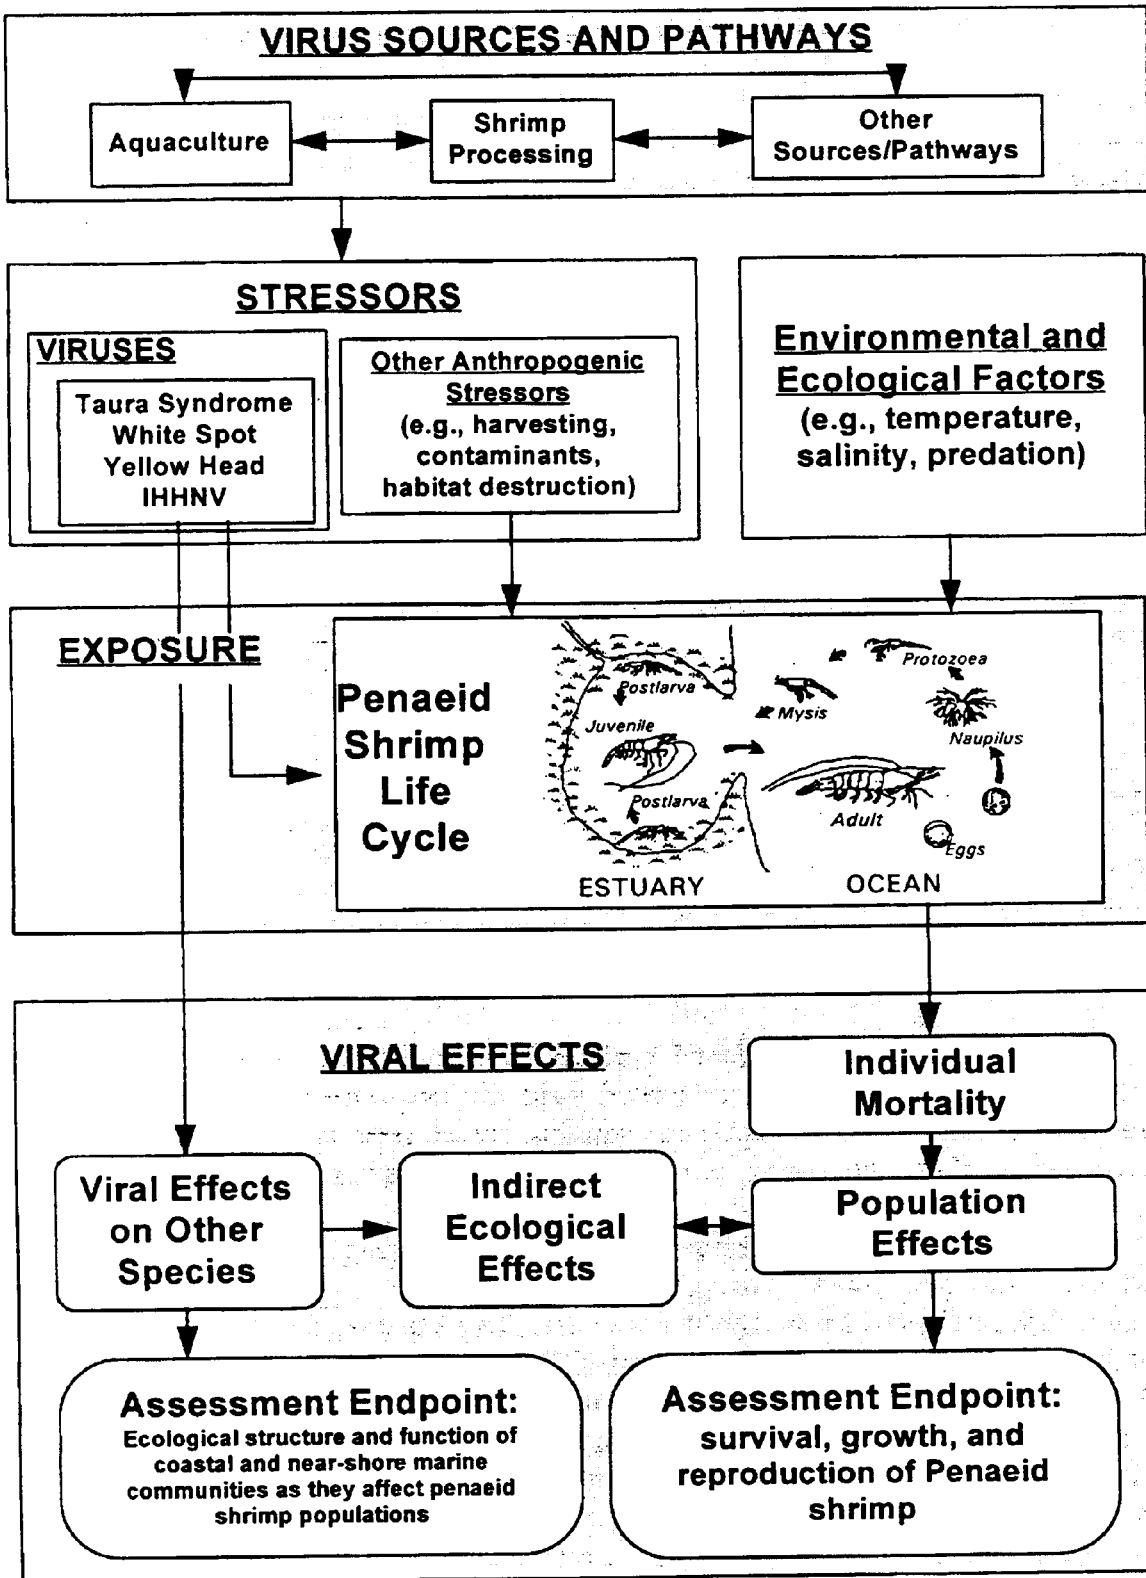 VIRUS SOURCES AND PATHWAYS
Aquaculture
Shrimp
Processing
Other
Sources/Pathways
STRESSORS
VIRUSES
Taura Syndrome
White Spot
Yellow Head
IHHNV
Other Anthropogenic
Stressors
(e.g., harvesting,
contaminants,
habitat destruction)
Environmental and
Ecological Factors
(e.g., temperature,
salinity, predation)
EXPOSURE
Penaeid
Shrimp
Life
Cycle
Postlarva
Juvenile
Postlarva
ESTUARY
Protozoea
Mysis
Naupilus
Adult
Eggs
OCEAN
VIRAL EFFECTS
Individual
Mortality
Viral Effects
on Other
Species
Indirect
Ecological
Effects
Population
Effects
Assessment Endpoint:
Ecological structure and function of
coastal and near-shore marine
communities as they affect penaeid
shrimp populations
Assessment Endpoint:
survival, growth, and
reproduction of Penaeid
shrimp